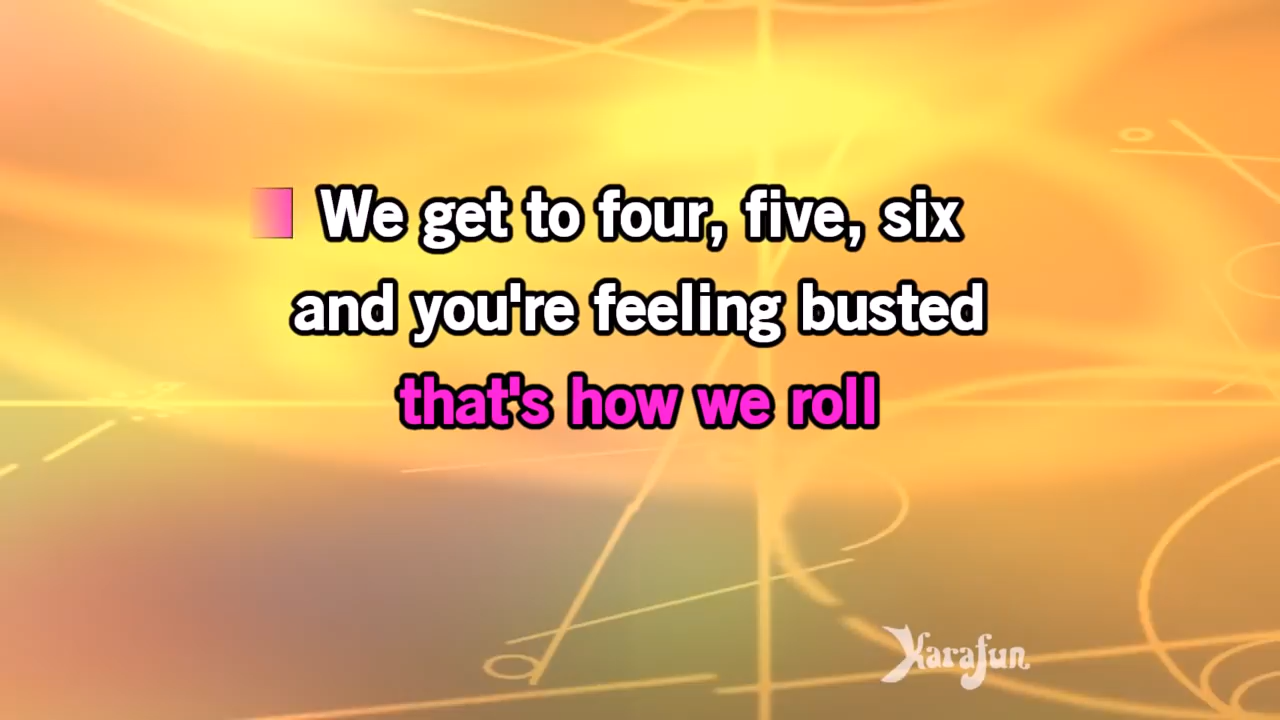 We get to four, five, six
and you're feeling busted
that's how we roll
Karafun